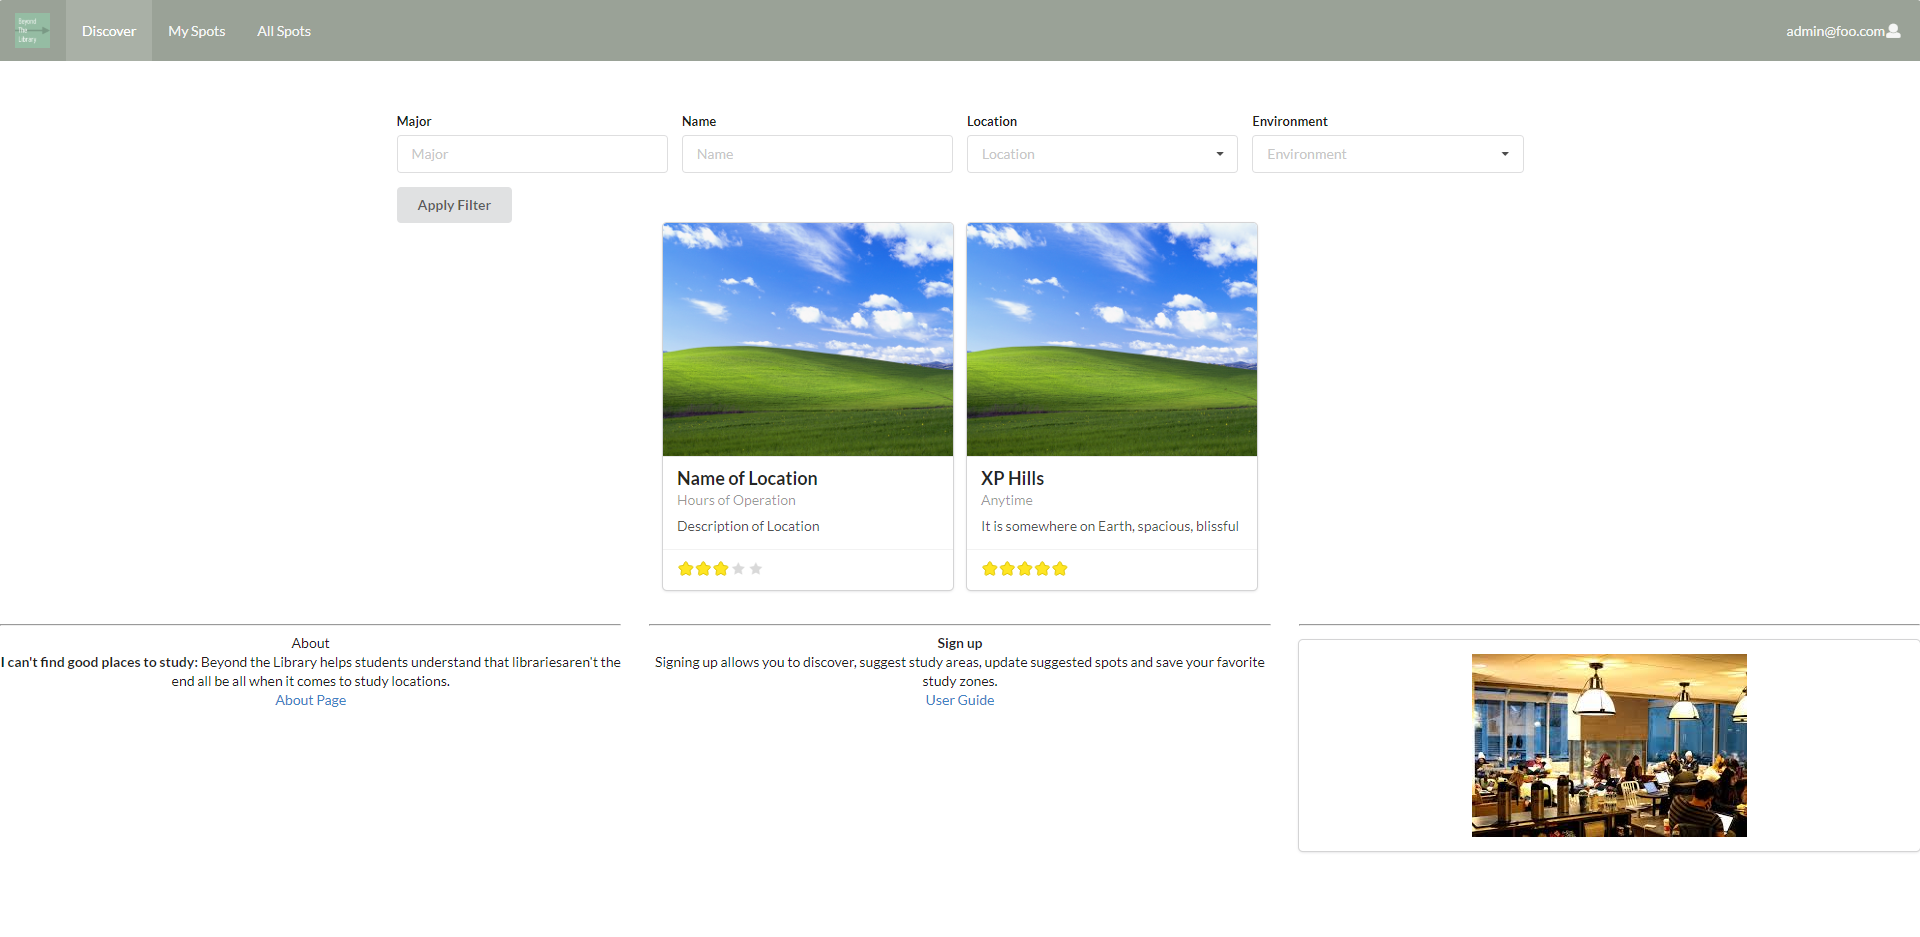 Beyond
The
Library
Discover
My Spots
All Spots
admin@foo.com
Major
Name
Location
Environment
Major
Name
Location
Environment
Apply Filter
Name of Location
Hours of Operation
Description of Location
XP Hills
Anytime
It is somewhere on Earth, spacious, blissful
About
I can't find good places to study: Beyond the Library helps students understand that librariesaren't the
end all be all when it comes to study locations.
About Page
Sign up
Signing up allows you to discover, suggest study areas, update suggested spots and save your favorite
study zones.
User Guide